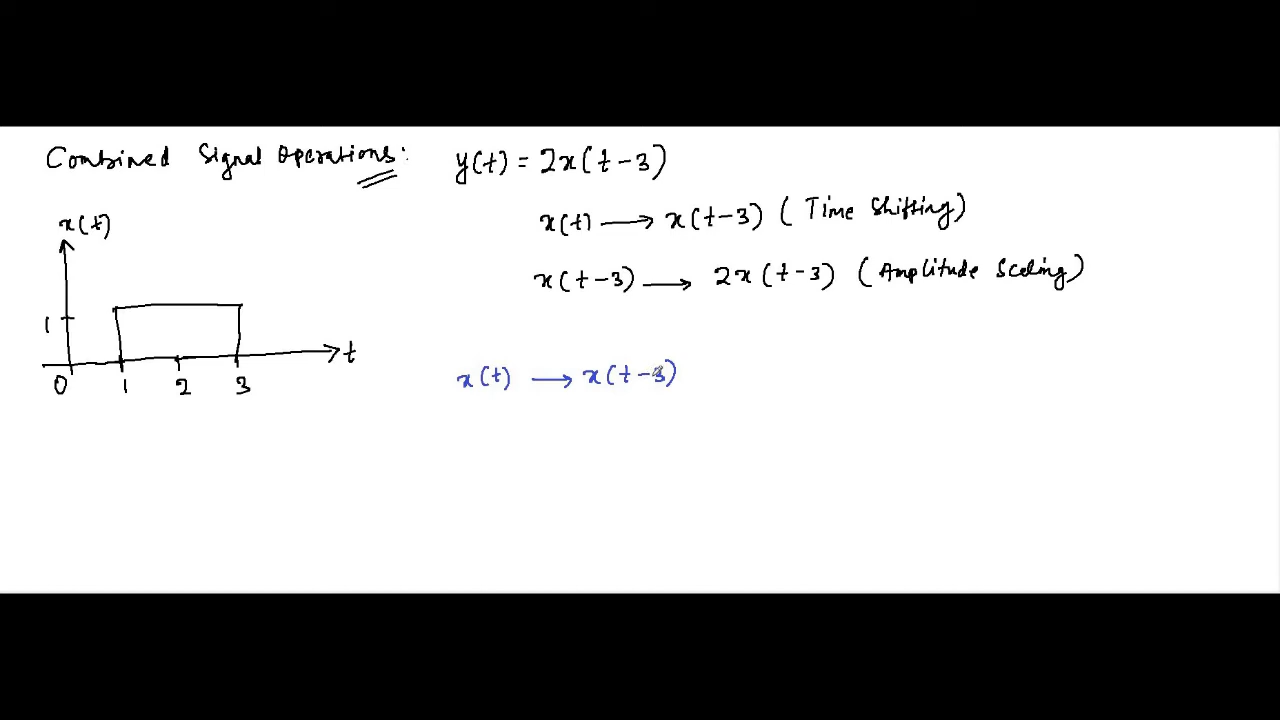 Combined Signal Operations: y(t) = 2x(t-3)
x(t) → x(t-3) (Time Shifting)
x(t-3) → 2x(t-3) (Amplitude Scaling)
x(t)
1
t
0 1 2 3
x(t) → x(t-3)